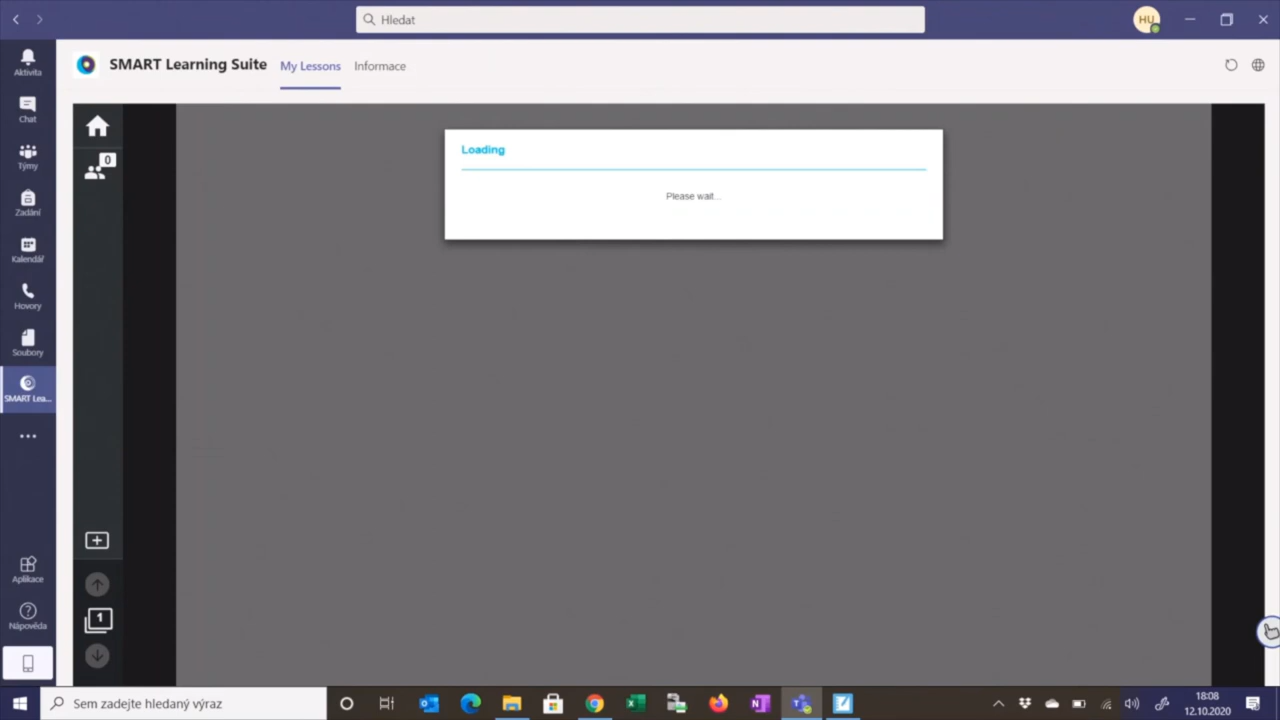 Hledat
HU
SMART Learning Suite
My Lessons
Informace
Aktivita
Chat
Týmy
Zadání
Kalendář
Hovory
Soubory
SMART Lea...
Aplikace
Nápověda
0
1
Loading
Please wait...
Sem zadejte hledaný výraz
18:08
12.10.2020